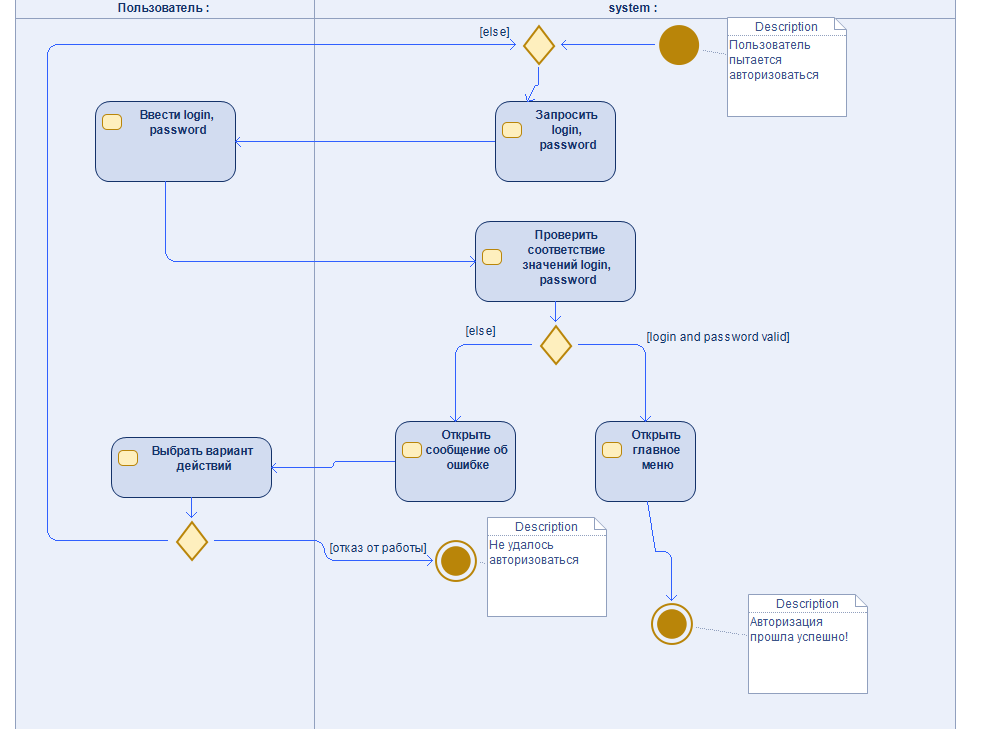 Пользователь :
system :
[else]
Description
Пользователь
пытается
авторизоваться
Ввести login,
password
Запросить
login,
password
Проверить
соответствие
значений login,
password
[else]
[login and password valid]
Выбрать вариант
действий
Открыть
сообщение об
ошибке
Открыть
главное
меню
[отказ от работы]
Description
Не удалось
авторизоваться
Description
Авторизация
прошла успешно!